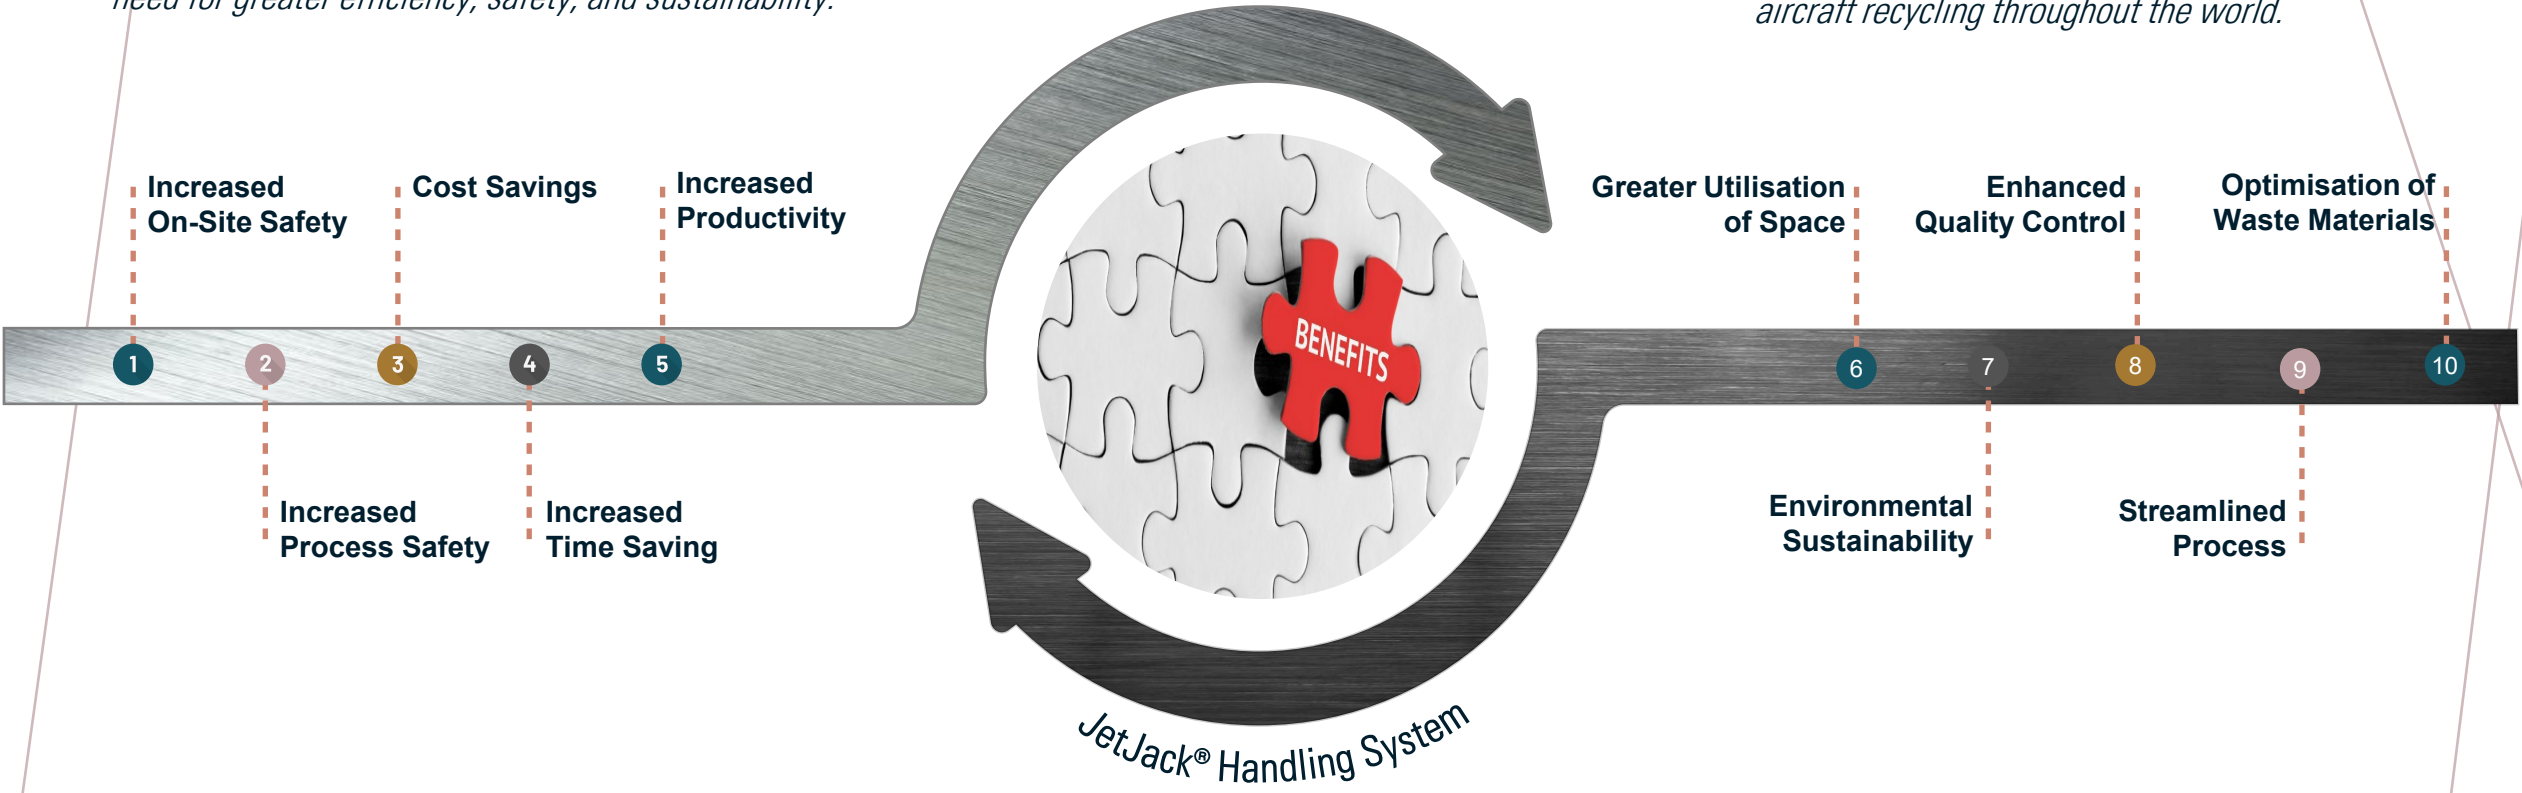 need for greater efficiency, safety, and sustainability.
aircraft recycling throughout the world.
Increased
On-Site Safety
Cost Savings
Increased
Productivity
Greater Utilisation
of Space
Enhanced
Quality Control
Optimisation of
Waste Materials
BENEFITS
1
2
3
4
5
6
7
8
9
10
Increased
Process Safety
Increased
Time Saving
Environmental
Sustainability
Streamlined
Process
JetJack® Handling System